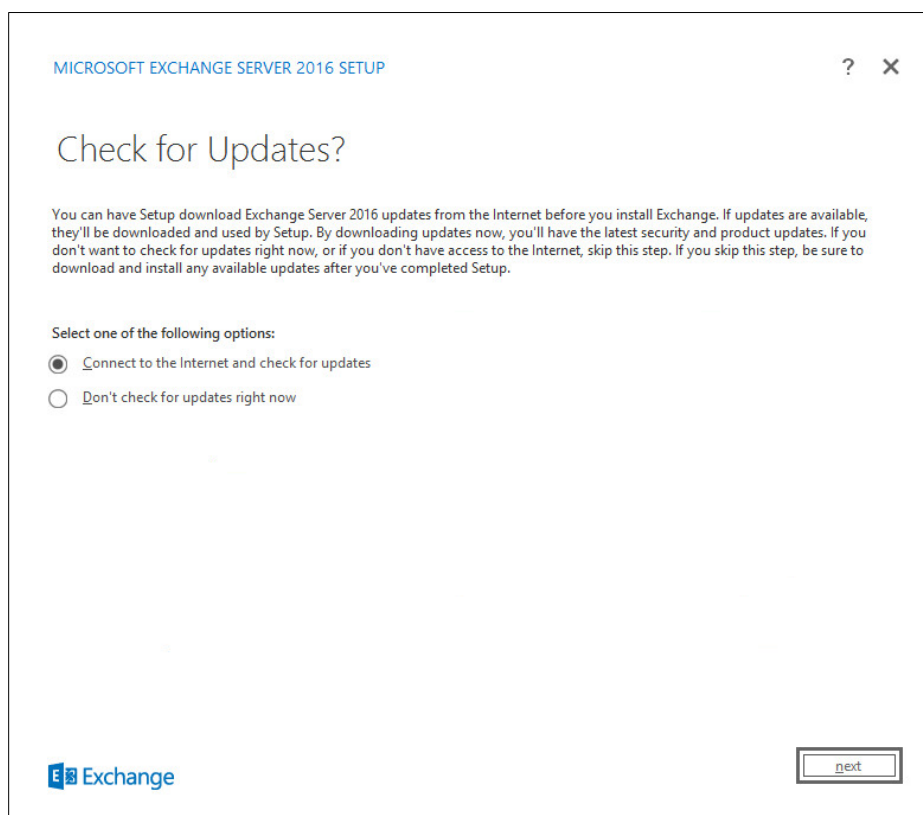 MICROSOFT EXCHANGE SERVER 2016 SETUP
? ✕
Check for Updates?
You can have Setup download Exchange Server 2016 updates from the Internet before you install Exchange. If updates are available,
they'll be downloaded and used by Setup. By downloading updates now, you'll have the latest security and product updates. If you
don't want to check for updates right now, or if you don't have access to the Internet, skip this step. If you skip this step, be sure to
download and install any available updates after you've completed Setup.
Select one of the following options:
Connect to the Internet and check for updates
Don't check for updates right now
E Exchange
next